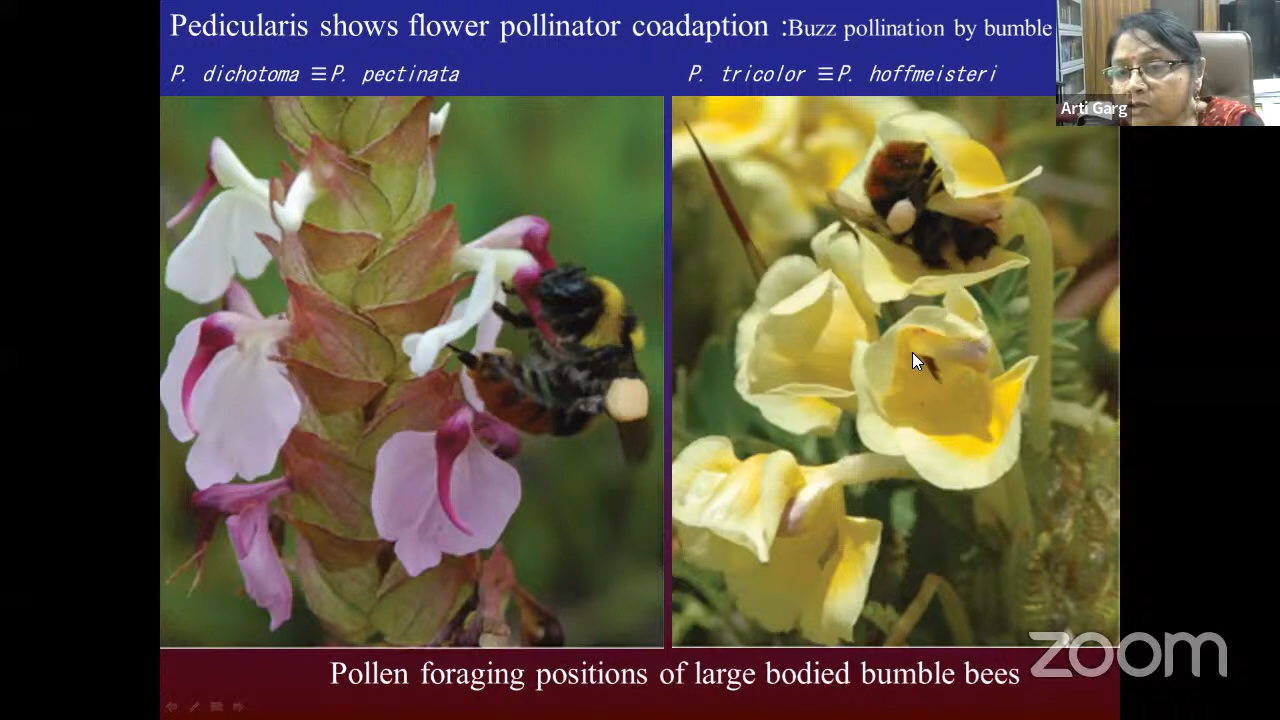 Pedicularis shows flower pollinator coadaption :Buzz pollination by bumble
P. dichotoma ≡P. pectinata
P. tricolor ≡P. hoffmeisteri
Arti Garg
Pollen foraging positions of large bodied bumble bees
zoom